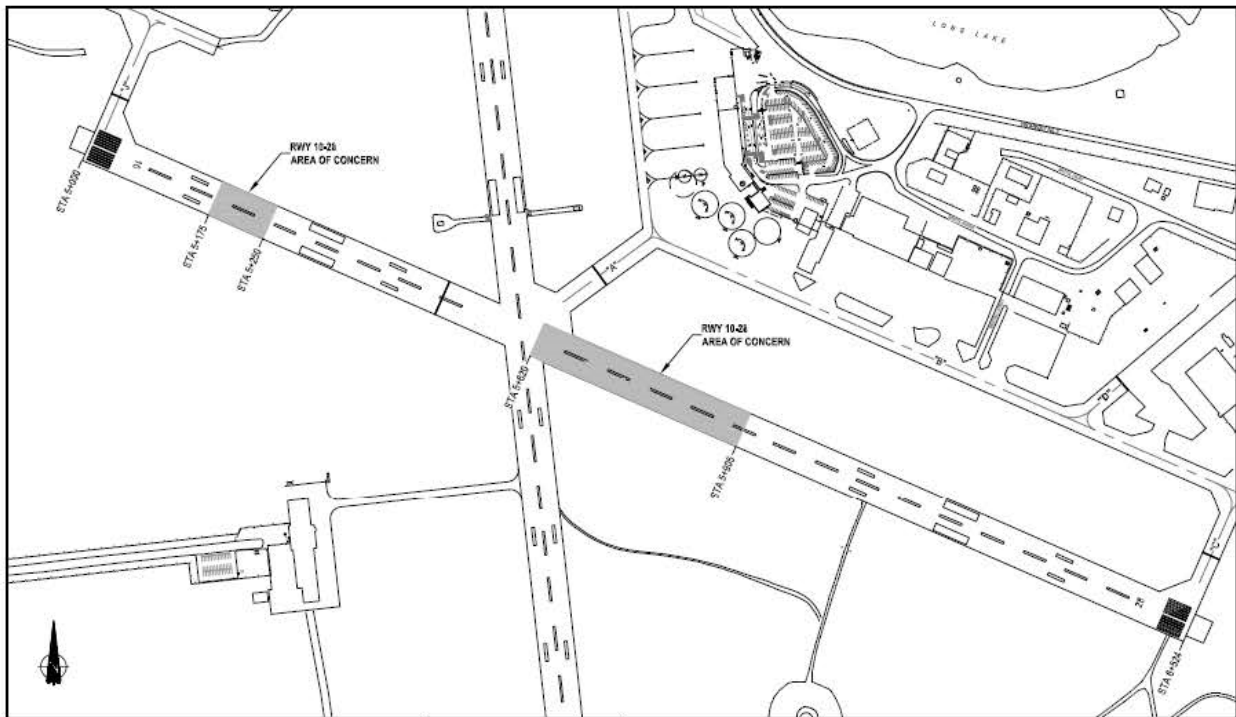 LONG LAKE
"J"
RWY 10-28
AREA OF CONCERN
10
STA 5+000
STA 5+175
STA 5+250
"A"
RWY 10-28
AREA OF CONCERN
"B"
"D"
STA 5+620
STA 5+905
"C"
28
STA 6+524